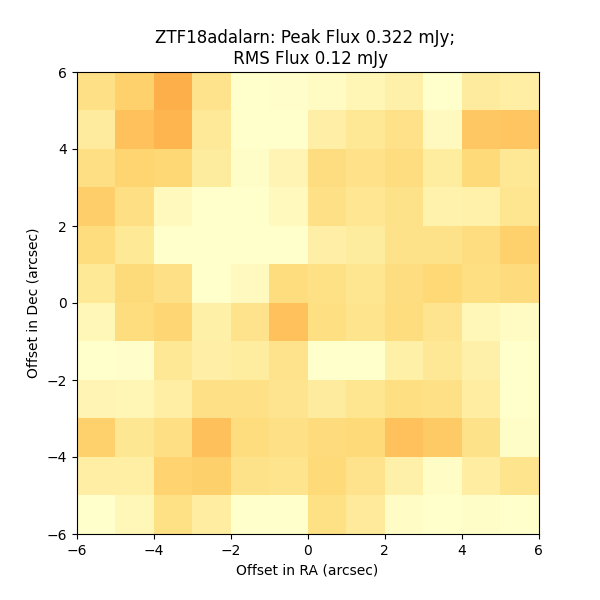 ZTF18adalarn: Peak Flux 0.322 mJy;
RMS Flux 0.12 mJy
6
4
2
0
−2
−4
−6
Offset in Dec (arcsec)
−6 −4 −2 0 2 4 6
Offset in RA (arcsec)